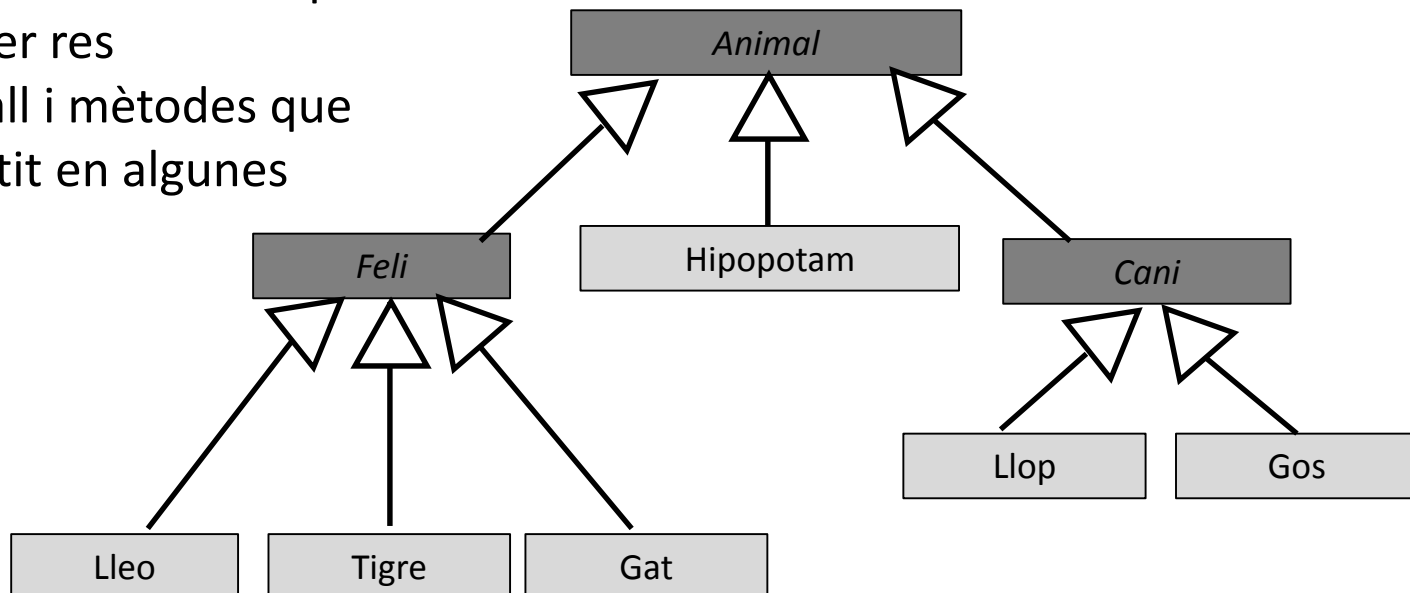 er res
all i mètodes que
tit en algunes
Animal
Feli
Hipopotam
Cani
Llop
Gos
Lleo
Tigre
Gat